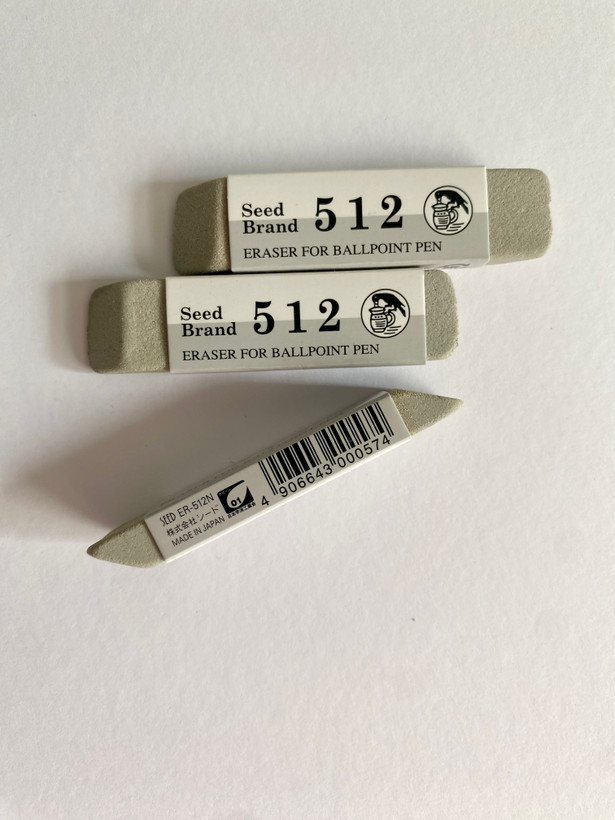 Seed
Brand
512
ERASER FOR BALLPOINT PEN
Seed
Brand
512
ERASER FOR BALLPOINT PEN
SEED ER-512N
株式会社シード
MADE IN JAPAN
01
4 906643 000574